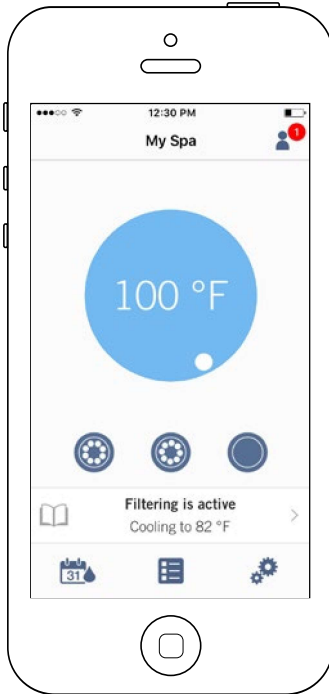 12:30 PM
My Spa
1
100 °F
Filtering is active
Cooling to 82 °F
31